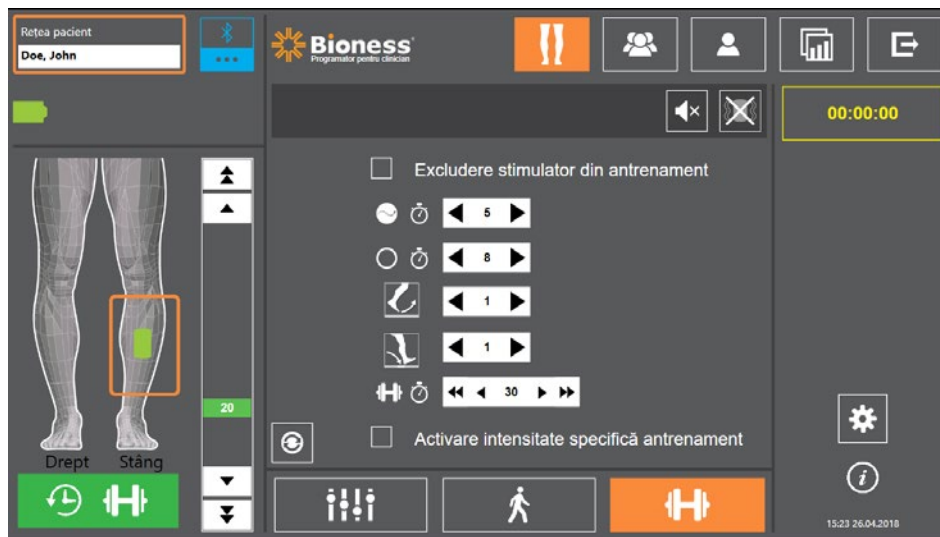 Rețea pacient
Doe, John
Bioness
Programator pentru clinician
00:00:00
Excludere stimulator din antrenament
5
8
1
1
30
20
Activare intensitate specifică antrenament
Drept Stâng
i
15:23 26.04.2018